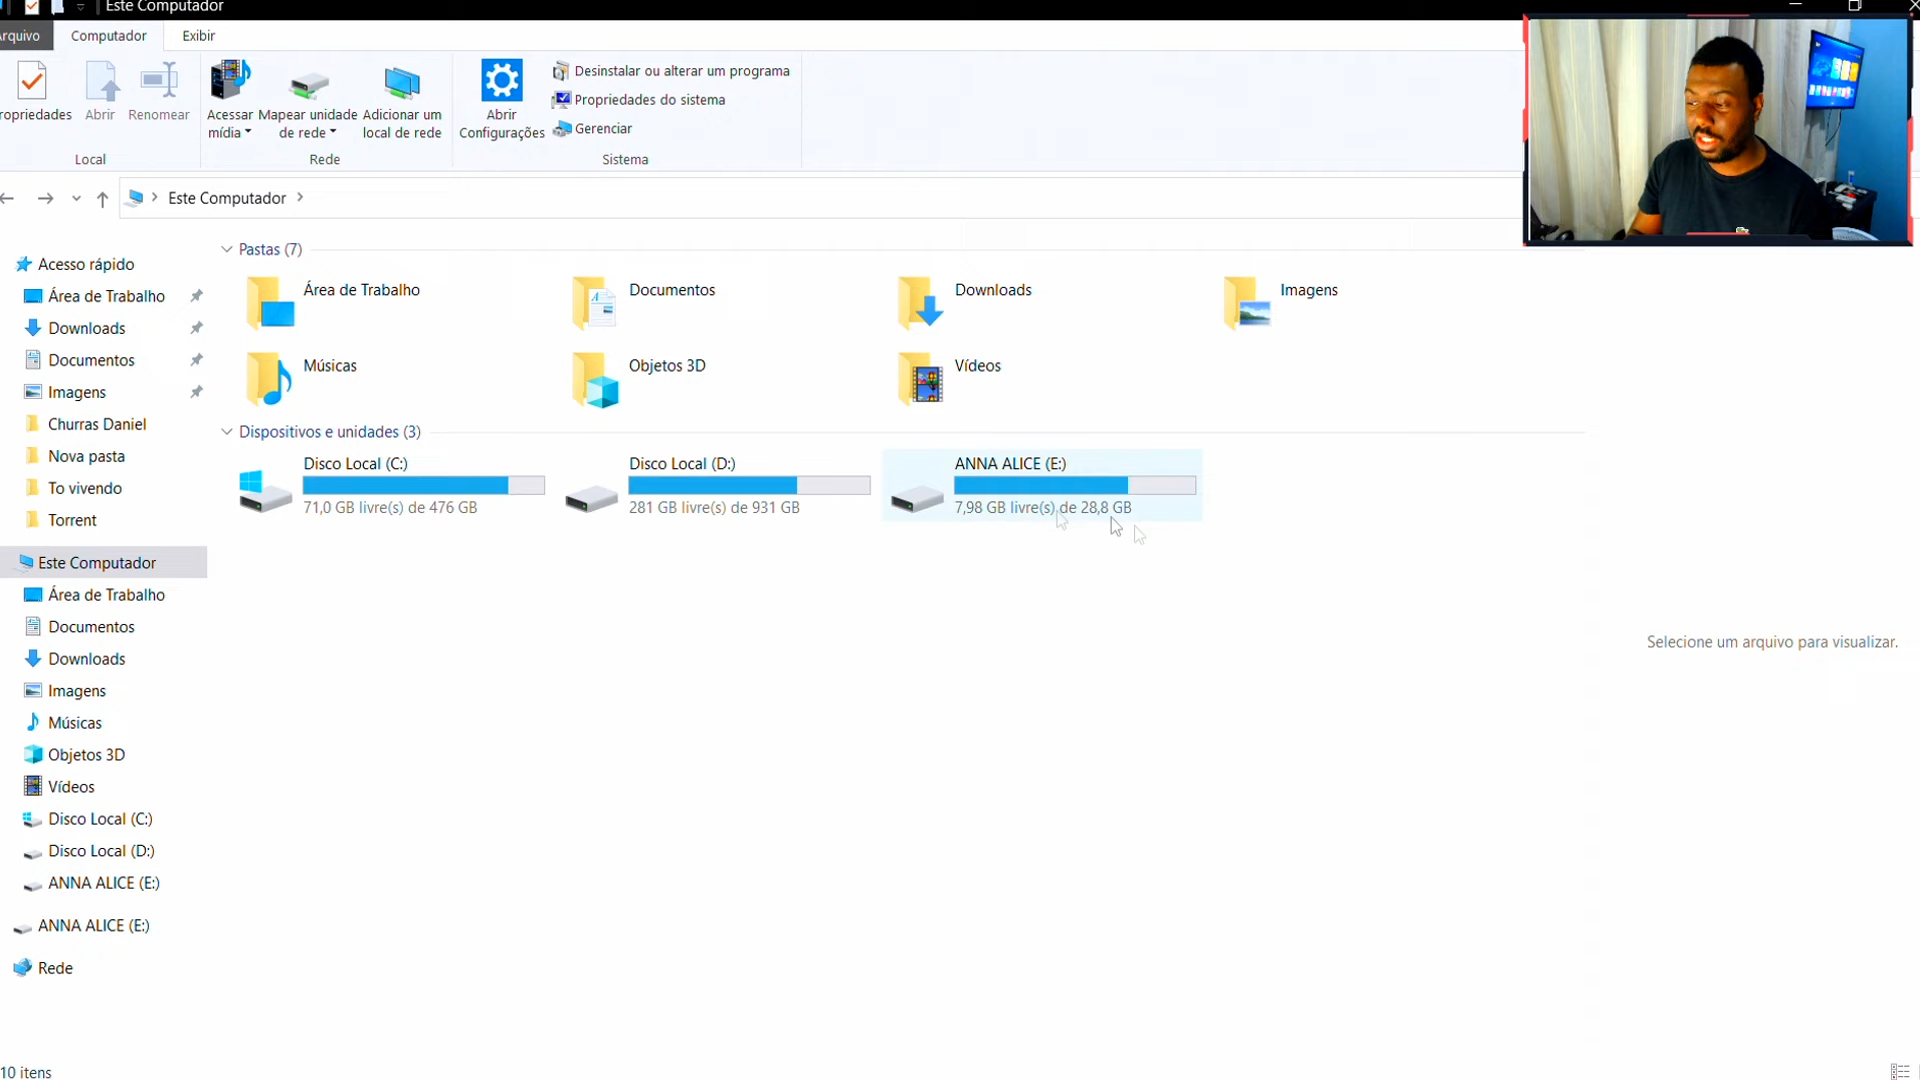 Este Computador
Arquivo
Computador
Exibir
ropriedades
Abrir
Renomear
Acessar
mídia
Mapear unidade
de rede
Adicionar um
local de rede
Abrir
Configurações
Desinstalar ou alterar um programa
Propriedades do sistema
Gerenciar
Local
Rede
Sistema
Este Computador
Acesso rápido
Área de Trabalho
Downloads
Documentos
Imagens
Churras Daniel
Nova pasta
To vivendo
Torrent
Este Computador
Área de Trabalho
Documentos
Downloads
Imagens
Músicas
Objetos 3D
Vídeos
Disco Local (C:)
Disco Local (D:)
ANNA ALICE (E:)
ANNA ALICE (E:)
Rede
Pastas (7)
Área de Trabalho
Documentos
Downloads
Imagens
Músicas
Objetos 3D
Vídeos
Dispositivos e unidades (3)
Disco Local (C:)
71,0 GB livre(s) de 476 GB
Disco Local (D:)
281 GB livre(s) de 931 GB
ANNA ALICE (E:)
7,98 GB livre(s) de 28,8 GB
Selecione um arquivo para visualizar.
10 itens